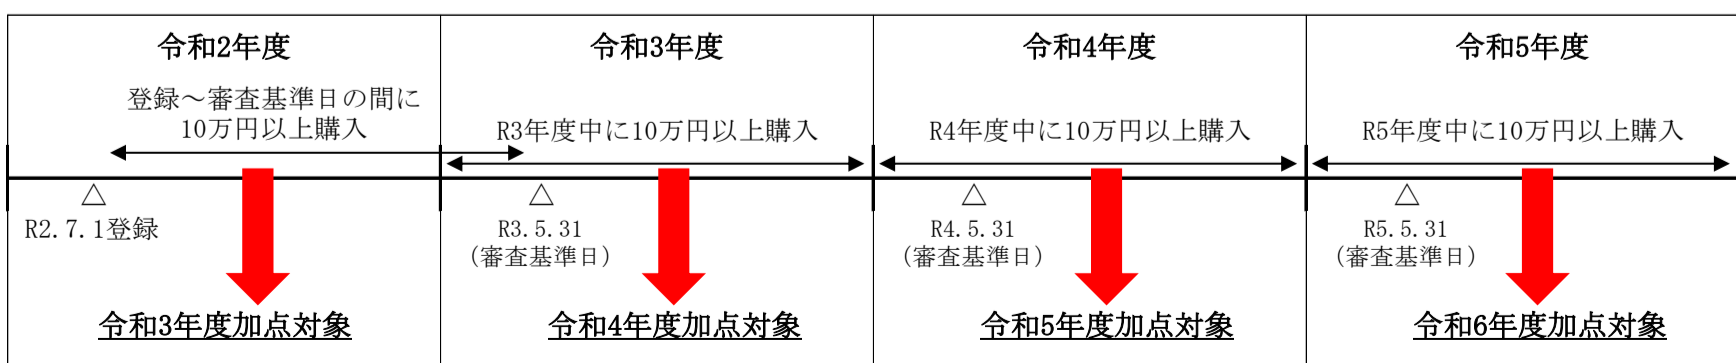 令和2年度
登録～審査基準日の間に
10万円以上購入
△
R2.7.1登録
令和3年度加点対象
令和3年度
R3年度中に10万円以上購入
△
R3.5.31
(審査基準日)
令和4年度加点対象
令和4年度
R4年度中に10万円以上購入
△
R4.5.31
(審査基準日)
令和5年度加点対象
令和5年度
R5年度中に10万円以上購入
△
R5.5.31
(審査基準日)
令和6年度加点対象